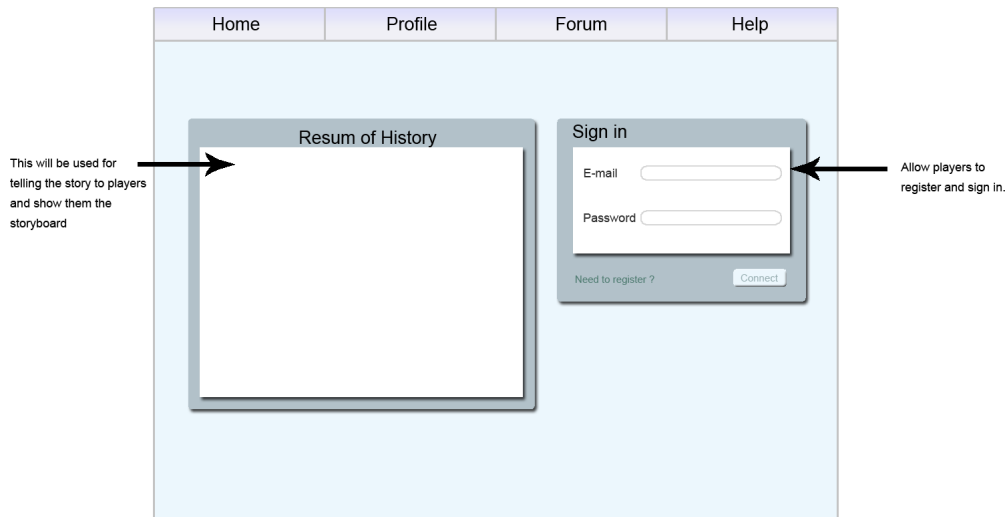 Home Profile Forum Help
Resum of History
This will be used for
telling the story to players
and show them the
storyboard
Sign in
E-mail
Password
Need to register ?
Connect
Allow players to
register and sign in.